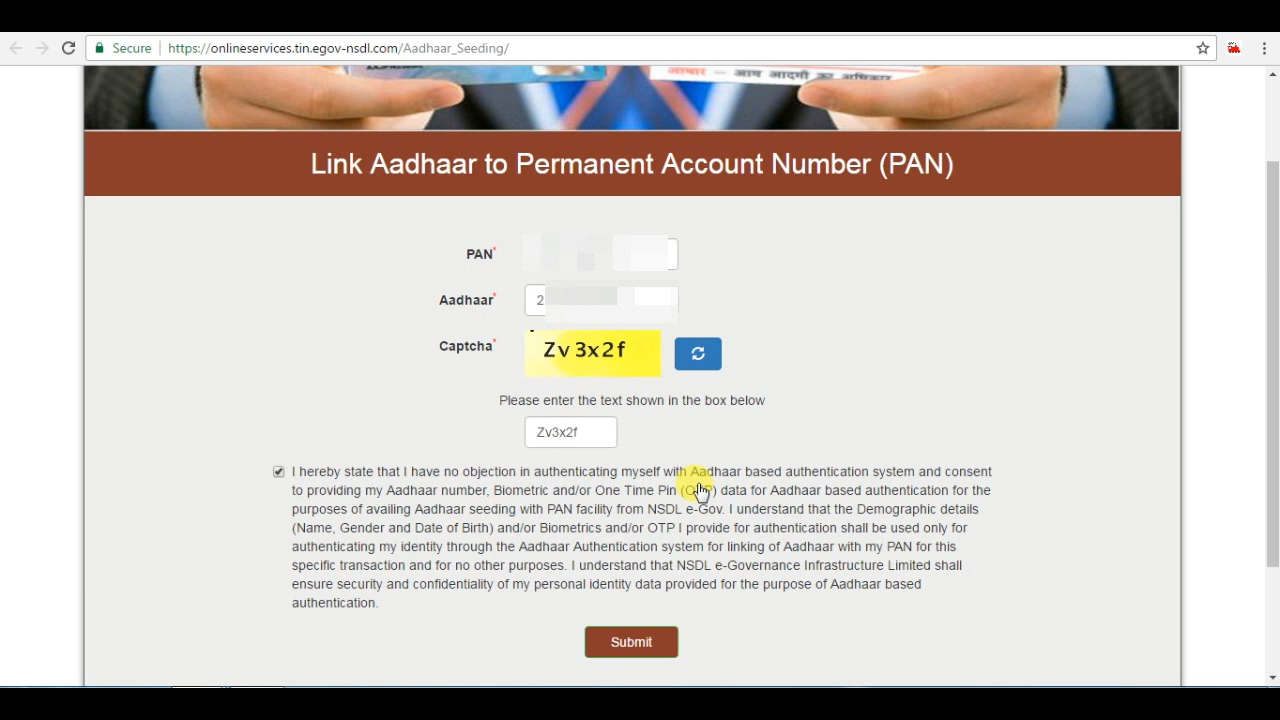 Secure https://onlineservices.tin.egov-nsdl.com/Aadhaar_Seeding/
आधार — आम आदमी का अधिकार
Link Aadhaar to Permanent Account Number (PAN)
PAN*
Aadhaar* 2
Captcha* Zv3x2f
Please enter the text shown in the box below
Zv3x2f
I hereby state that I have no objection in authenticating myself with Aadhaar based authentication system and consent
to providing my Aadhaar number, Biometric and/or One Time Pin (OTP) data for Aadhaar based authentication for the
purposes of availing Aadhaar seeding with PAN facility from NSDL e-Gov. I understand that the Demographic details
(Name, Gender and Date of Birth) and/or Biometrics and/or OTP I provide for authentication shall be used only for
authenticating my identity through the Aadhaar Authentication system for linking of Aadhaar with my PAN for this
specific transaction and for no other purposes. I understand that NSDL e-Governance Infrastructure Limited shall
ensure security and confidentiality of my personal identity data provided for the purpose of Aadhaar based
authentication.
Submit